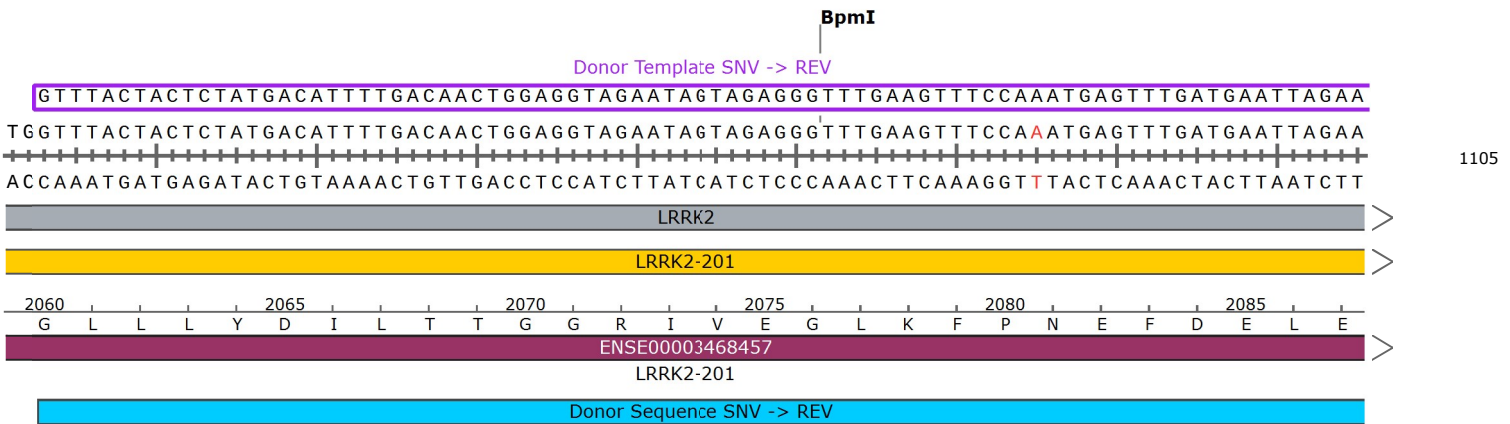 BpmI
Donor Template SNV -> REV
GTTTACTACTCTATGACATTTTGACAACTGGAGGTAGAATAGTAGAGGGTTTGAAGTTTCCAAATGAGTTTGATGAATTAGAA
TGGTTTACTACTCTATGACATTTTGACAACTGGAGGTAGAATAGTAGAGGGTTTGAAGTTTCCAAATGAGTTTGATGAATTAGAA
1105
ACCAAATGATGAGATACTGTAAAACTGTTGACCTCCATCTTATCATCTCCCAAACTTCAAAGGTTTACTCAAACTACTTAATCTT
LRRK2
LRRK2-201
2060 2065 2070 2075 2080 2085
G L L L Y D I L T T G G R I V E G L K F P N E F D E L E
ENSE00003468457
LRRK2-201
Donor Sequence SNV -> REV